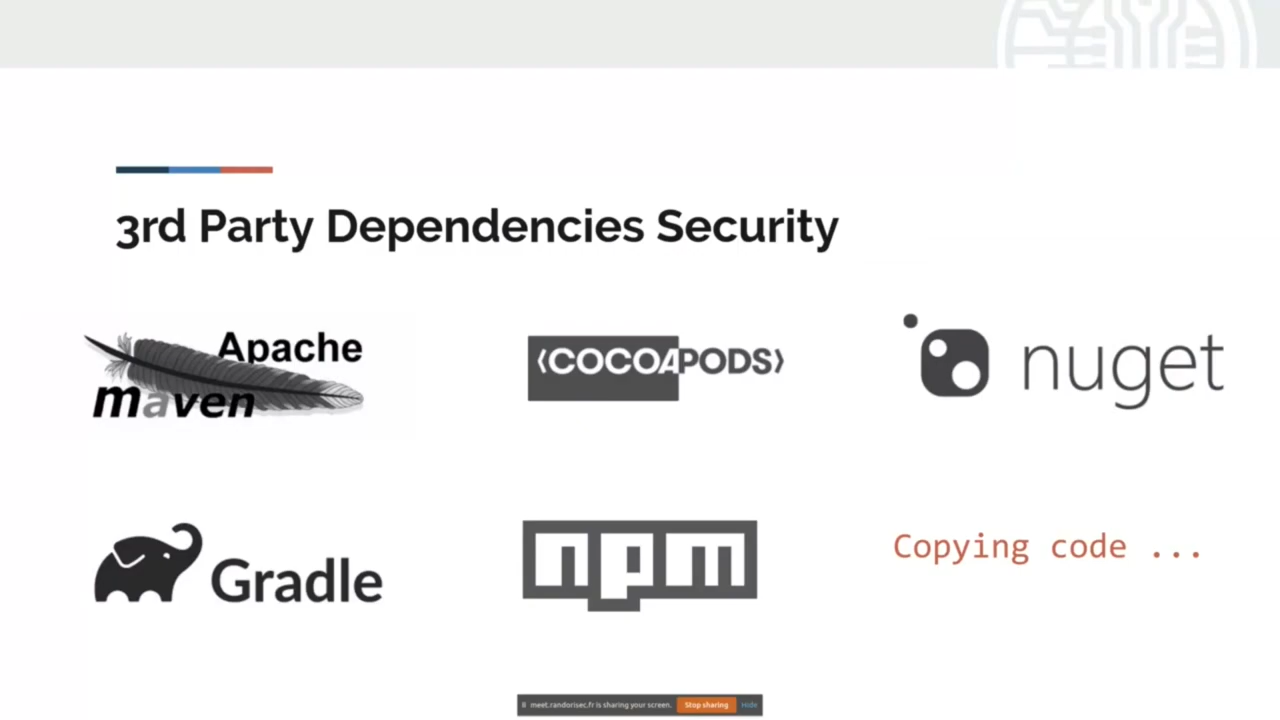 3rd Party Dependencies Security
Apache
maven
‹COCOAPODS›
nuget
Gradle
npm
Copying code ...
meet.randorisec.fr is sharing your screen. Stop sharing Hide